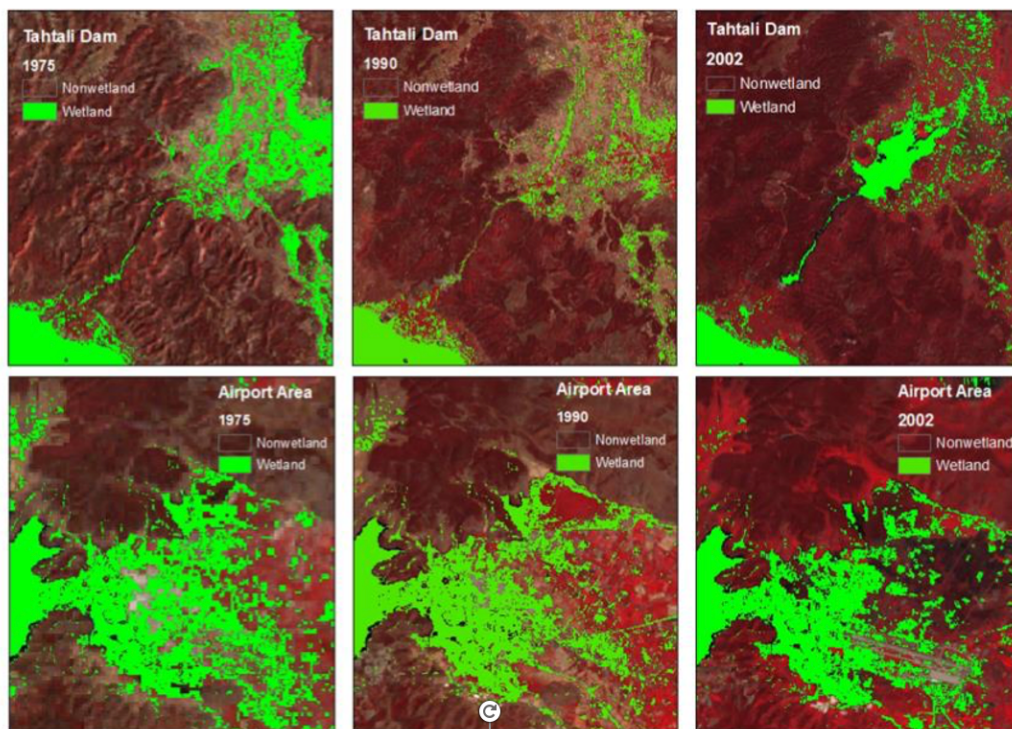 Tahtali Dam
1975
Nonwetland
Wetland
Tahtali Dam
1990
Nonwetland
Wetland
Tahtali Dam
2002
Nonwetland
Wetland
Airport Area
1975
Nonwetland
Wetland
Airport Area
1990
Nonwetland
Wetland
Airport Area
2002
Nonwetland
Wetland